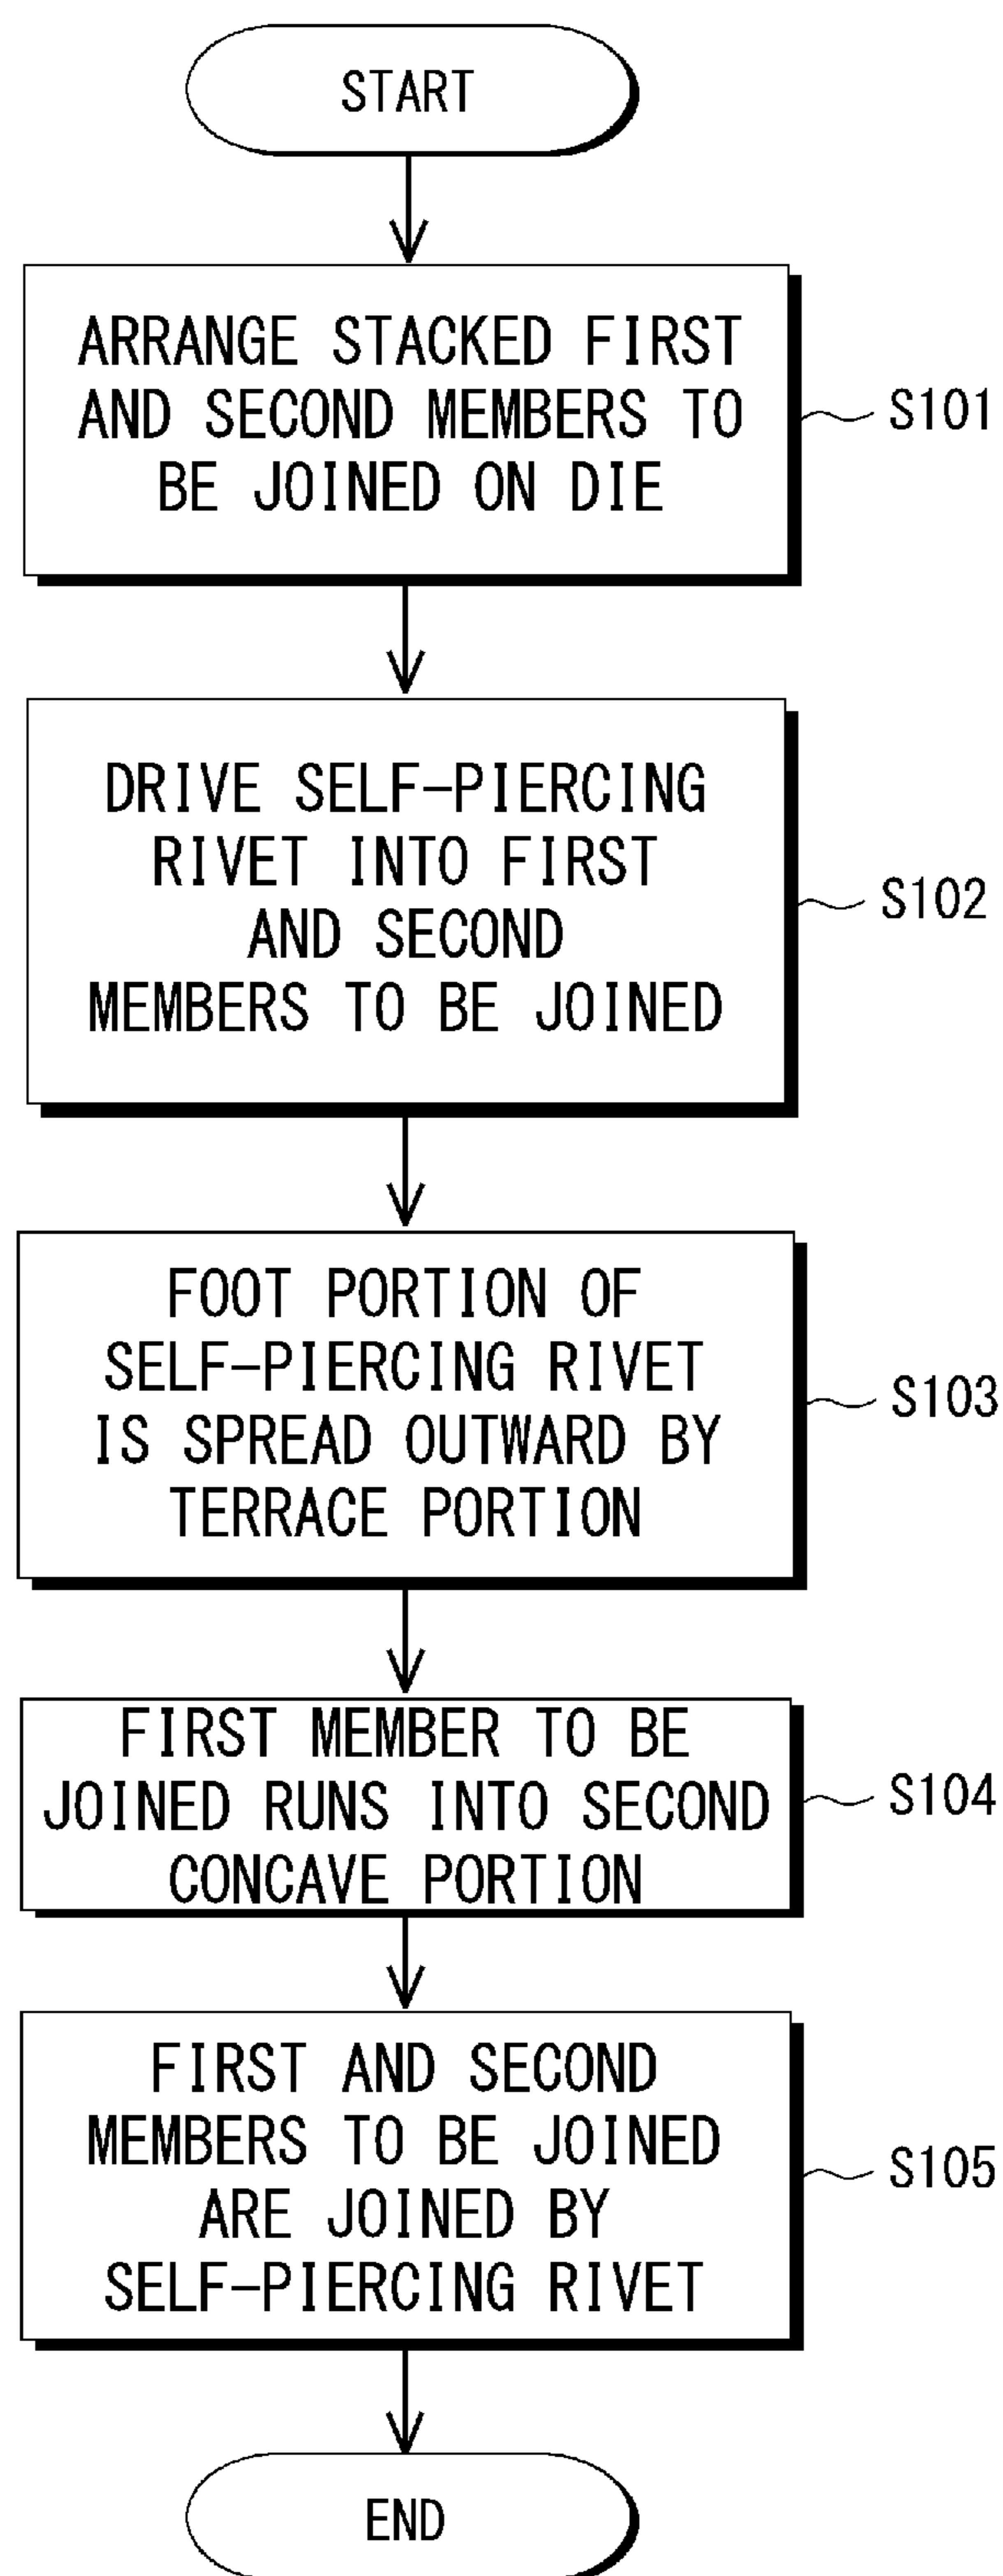 START
ARRANGE STACKED FIRST
AND SECOND MEMBERS TO
BE JOINED ON DIE
S101
DRIVE SELF-PIERCING
RIVET INTO FIRST
AND SECOND
MEMBERS TO BE JOINED
S102
FOOT PORTION OF
SELF-PIERCING RIVET
IS SPREAD OUTWARD BY
TERRACE PORTION
S103
FIRST MEMBER TO BE
JOINED RUNS INTO SECOND
CONCAVE PORTION
S104
FIRST AND SECOND
MEMBERS TO BE JOINED
ARE JOINED BY
SELF-PIERCING RIVET
S105
END